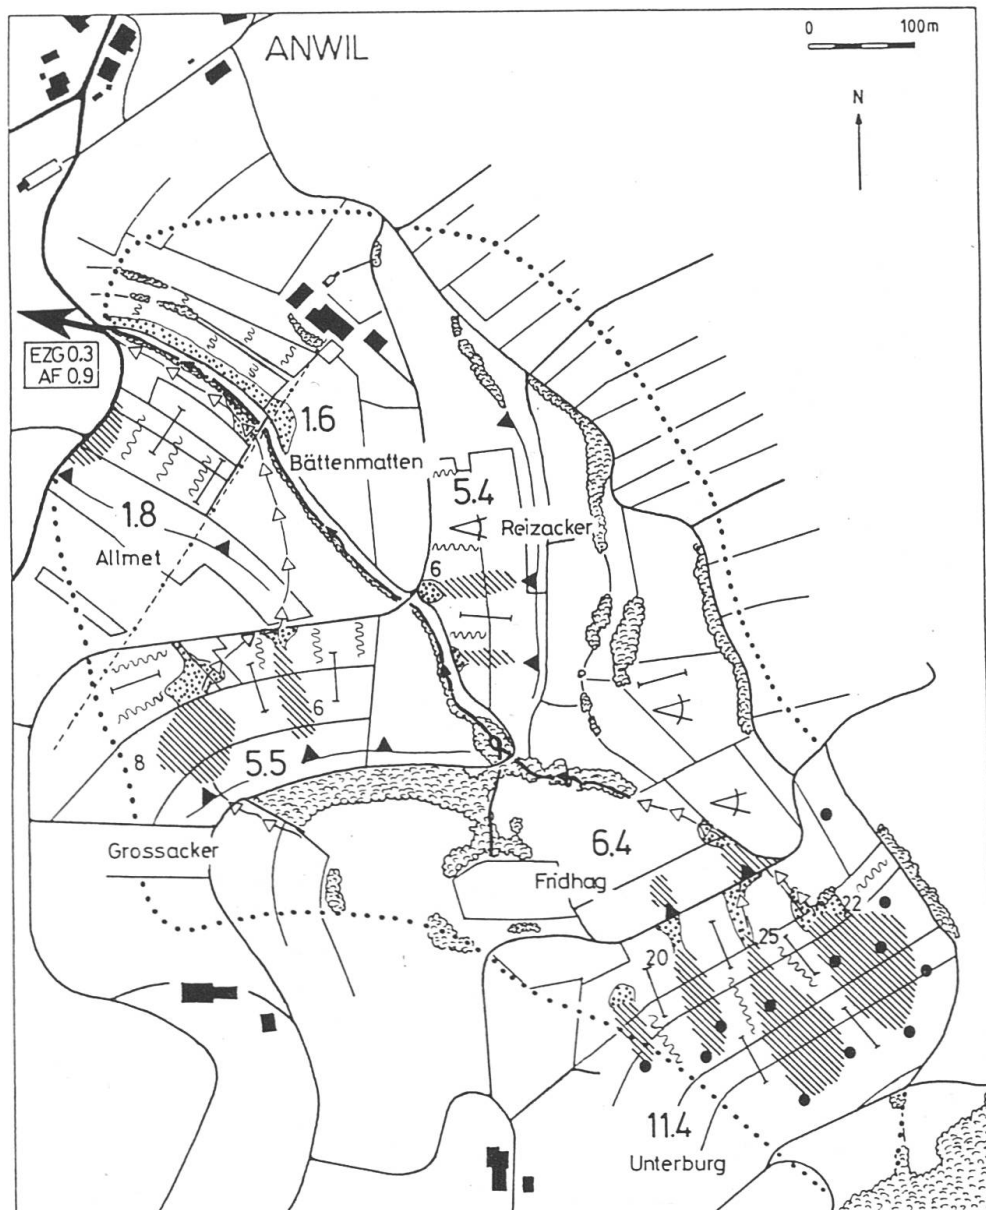 ANWIL
0 100m
N
EZG 0.3
AF 0.9
1.6
Bättenmatten
5.4
Reizacker
1.8
Allmet
6
6
8
5.5
Grossacker
6.4
Fridhag
22
25
20
11.4
Unterburg